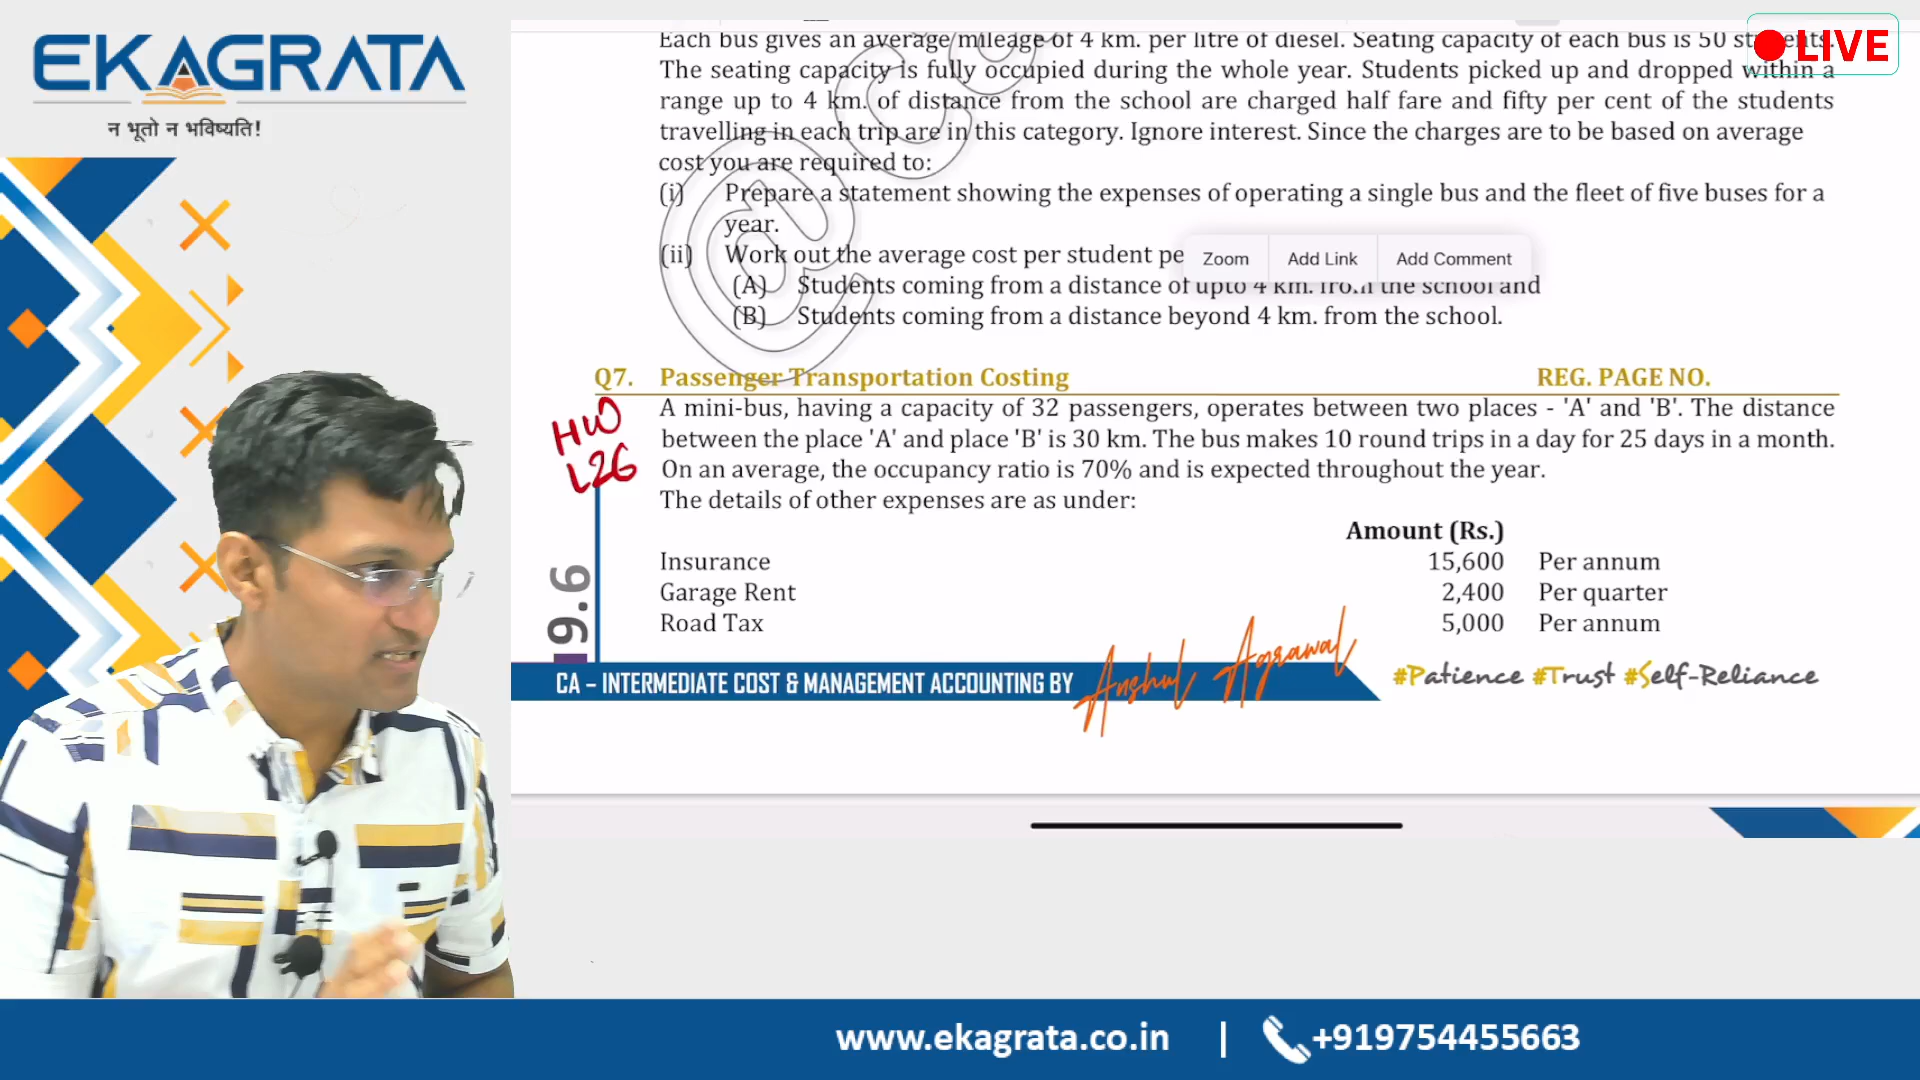 EKAGRATA
न भूतो न भविष्यति!
LIVE
Each bus gives an average mileage of 4 km. per litre of diesel. Seating capacity of each bus is 50 students.
The seating capacity is fully occupied during the whole year. Students picked up and dropped within a
range up to 4 km. of distance from the school are charged half fare and fifty per cent of the students
travelling in each trip are in this category. Ignore interest. Since the charges are to be based on average
cost you are required to:
(i) Prepare a statement showing the expenses of operating a single bus and the fleet of five buses for a
year.
(ii) Work out the average cost per student pe
Zoom Add Link Add Comment
(A) Students coming from a distance of upto 4 km. from the school and
(B) Students coming from a distance beyond 4 km. from the school.
Q7. Passenger Transportation Costing REG. PAGE NO.
HW
L26
A mini-bus, having a capacity of 32 passengers, operates between two places - 'A' and 'B'. The distance
between the place 'A' and place 'B' is 30 km. The bus makes 10 round trips in a day for 25 days in a month.
On an average, the occupancy ratio is 70% and is expected throughout the year.
The details of other expenses are as under:
Amount (Rs.)
Insurance 15,600 Per annum
Garage Rent 2,400 Per quarter
Road Tax 5,000 Per annum
9.6
CA – INTERMEDIATE COST & MANAGEMENT ACCOUNTING BY Anshul Agrawal
#Patience #Trust #Self-Reliance
www.ekagrata.co.in | +919754455663